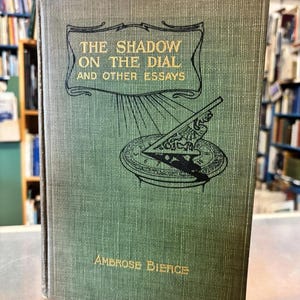 THE SHADOW
ON THE DIAL
AND OTHER ESSAYS
AMBROSE BIERCE